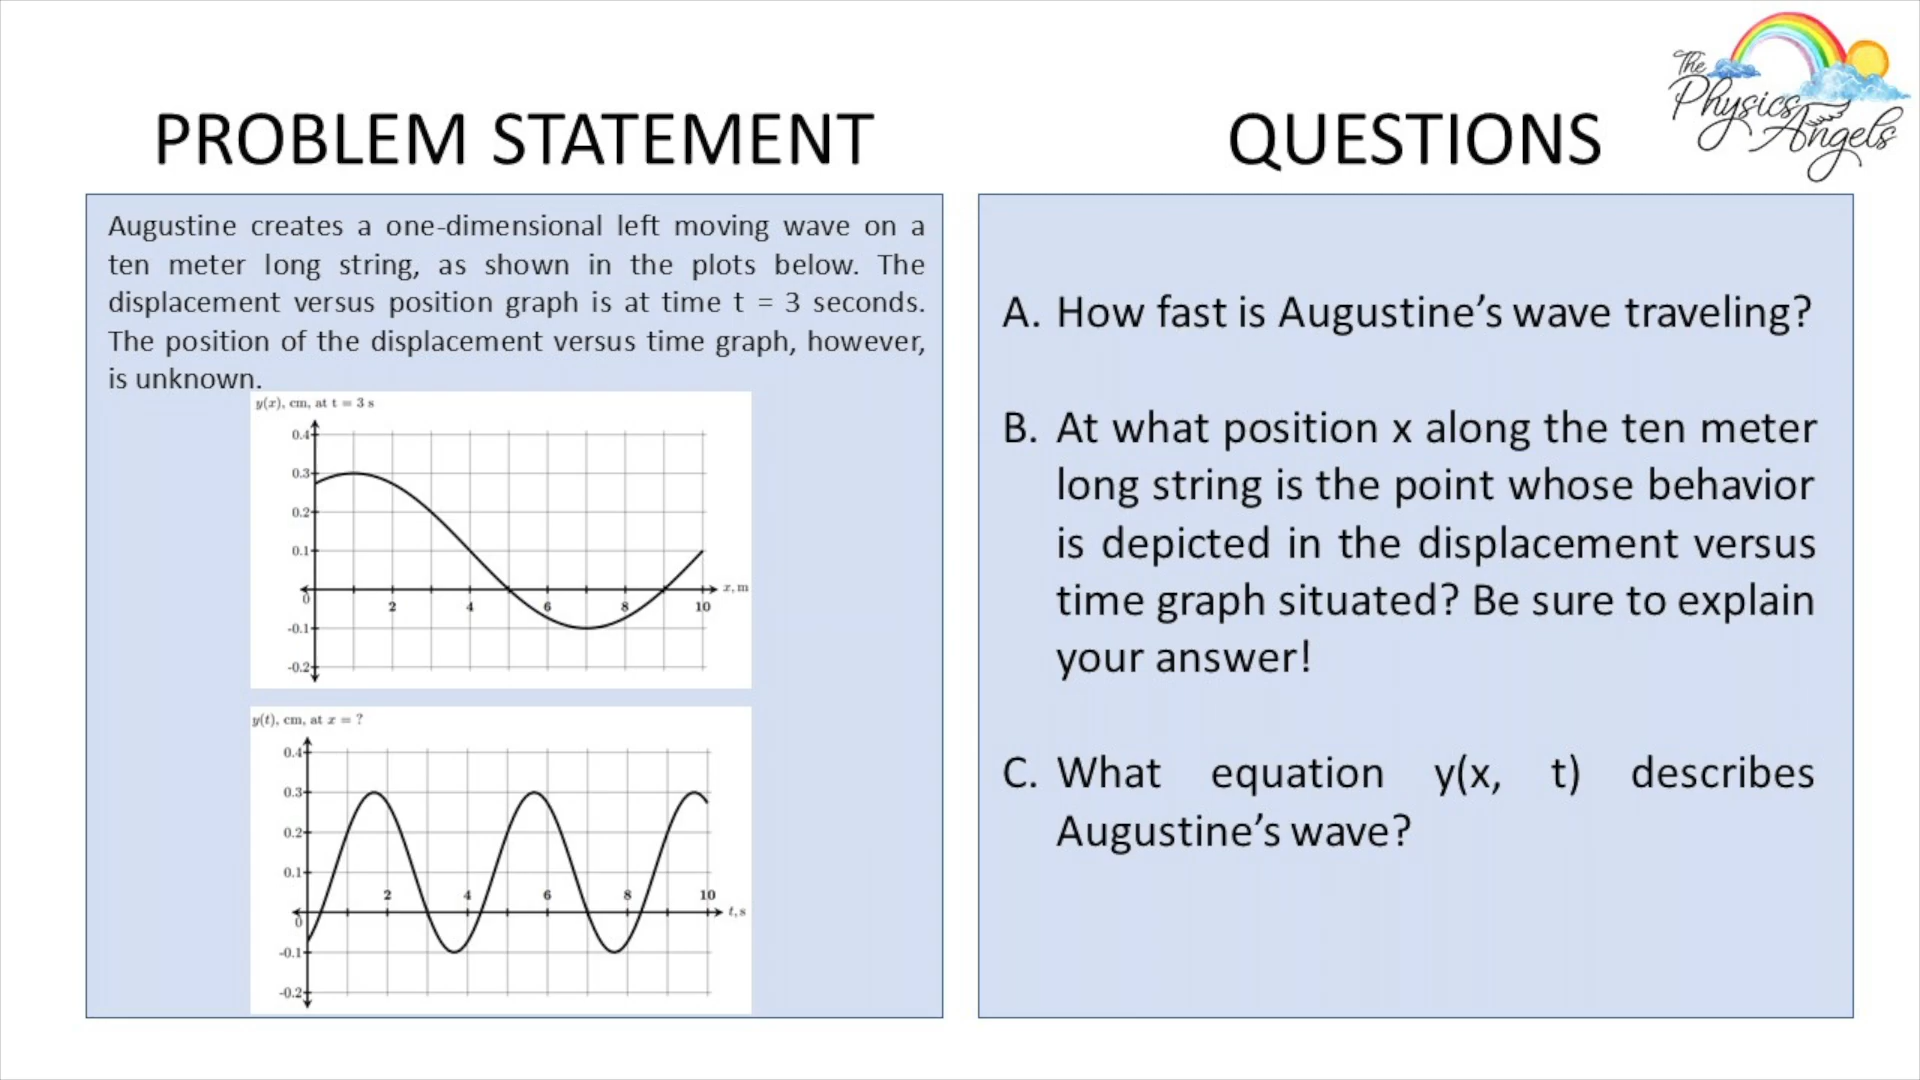 The
Physics
Angels
PROBLEM STATEMENT
Augustine creates a one-dimensional left moving wave on a
ten meter long string, as shown in the plots below. The
displacement versus position graph is at time t = 3 seconds.
The position of the displacement versus time graph, however,
is unknown.
y(x), cm, at t = 3 s
0.4
0.3
0.2
0.1
0
-0.1
-0.2
2 4 6 8 10
x, m
y(t), cm, at x = ?
0.4
0.3
0.2
0.1
0
-0.1
-0.2
2 4 6 8 10
t, s
QUESTIONS
A. How fast is Augustine’s wave traveling?
B. At what position x along the ten meter
long string is the point whose behavior
is depicted in the displacement versus
time graph situated? Be sure to explain
your answer!
C. What equation y(x, t) describes
Augustine’s wave?